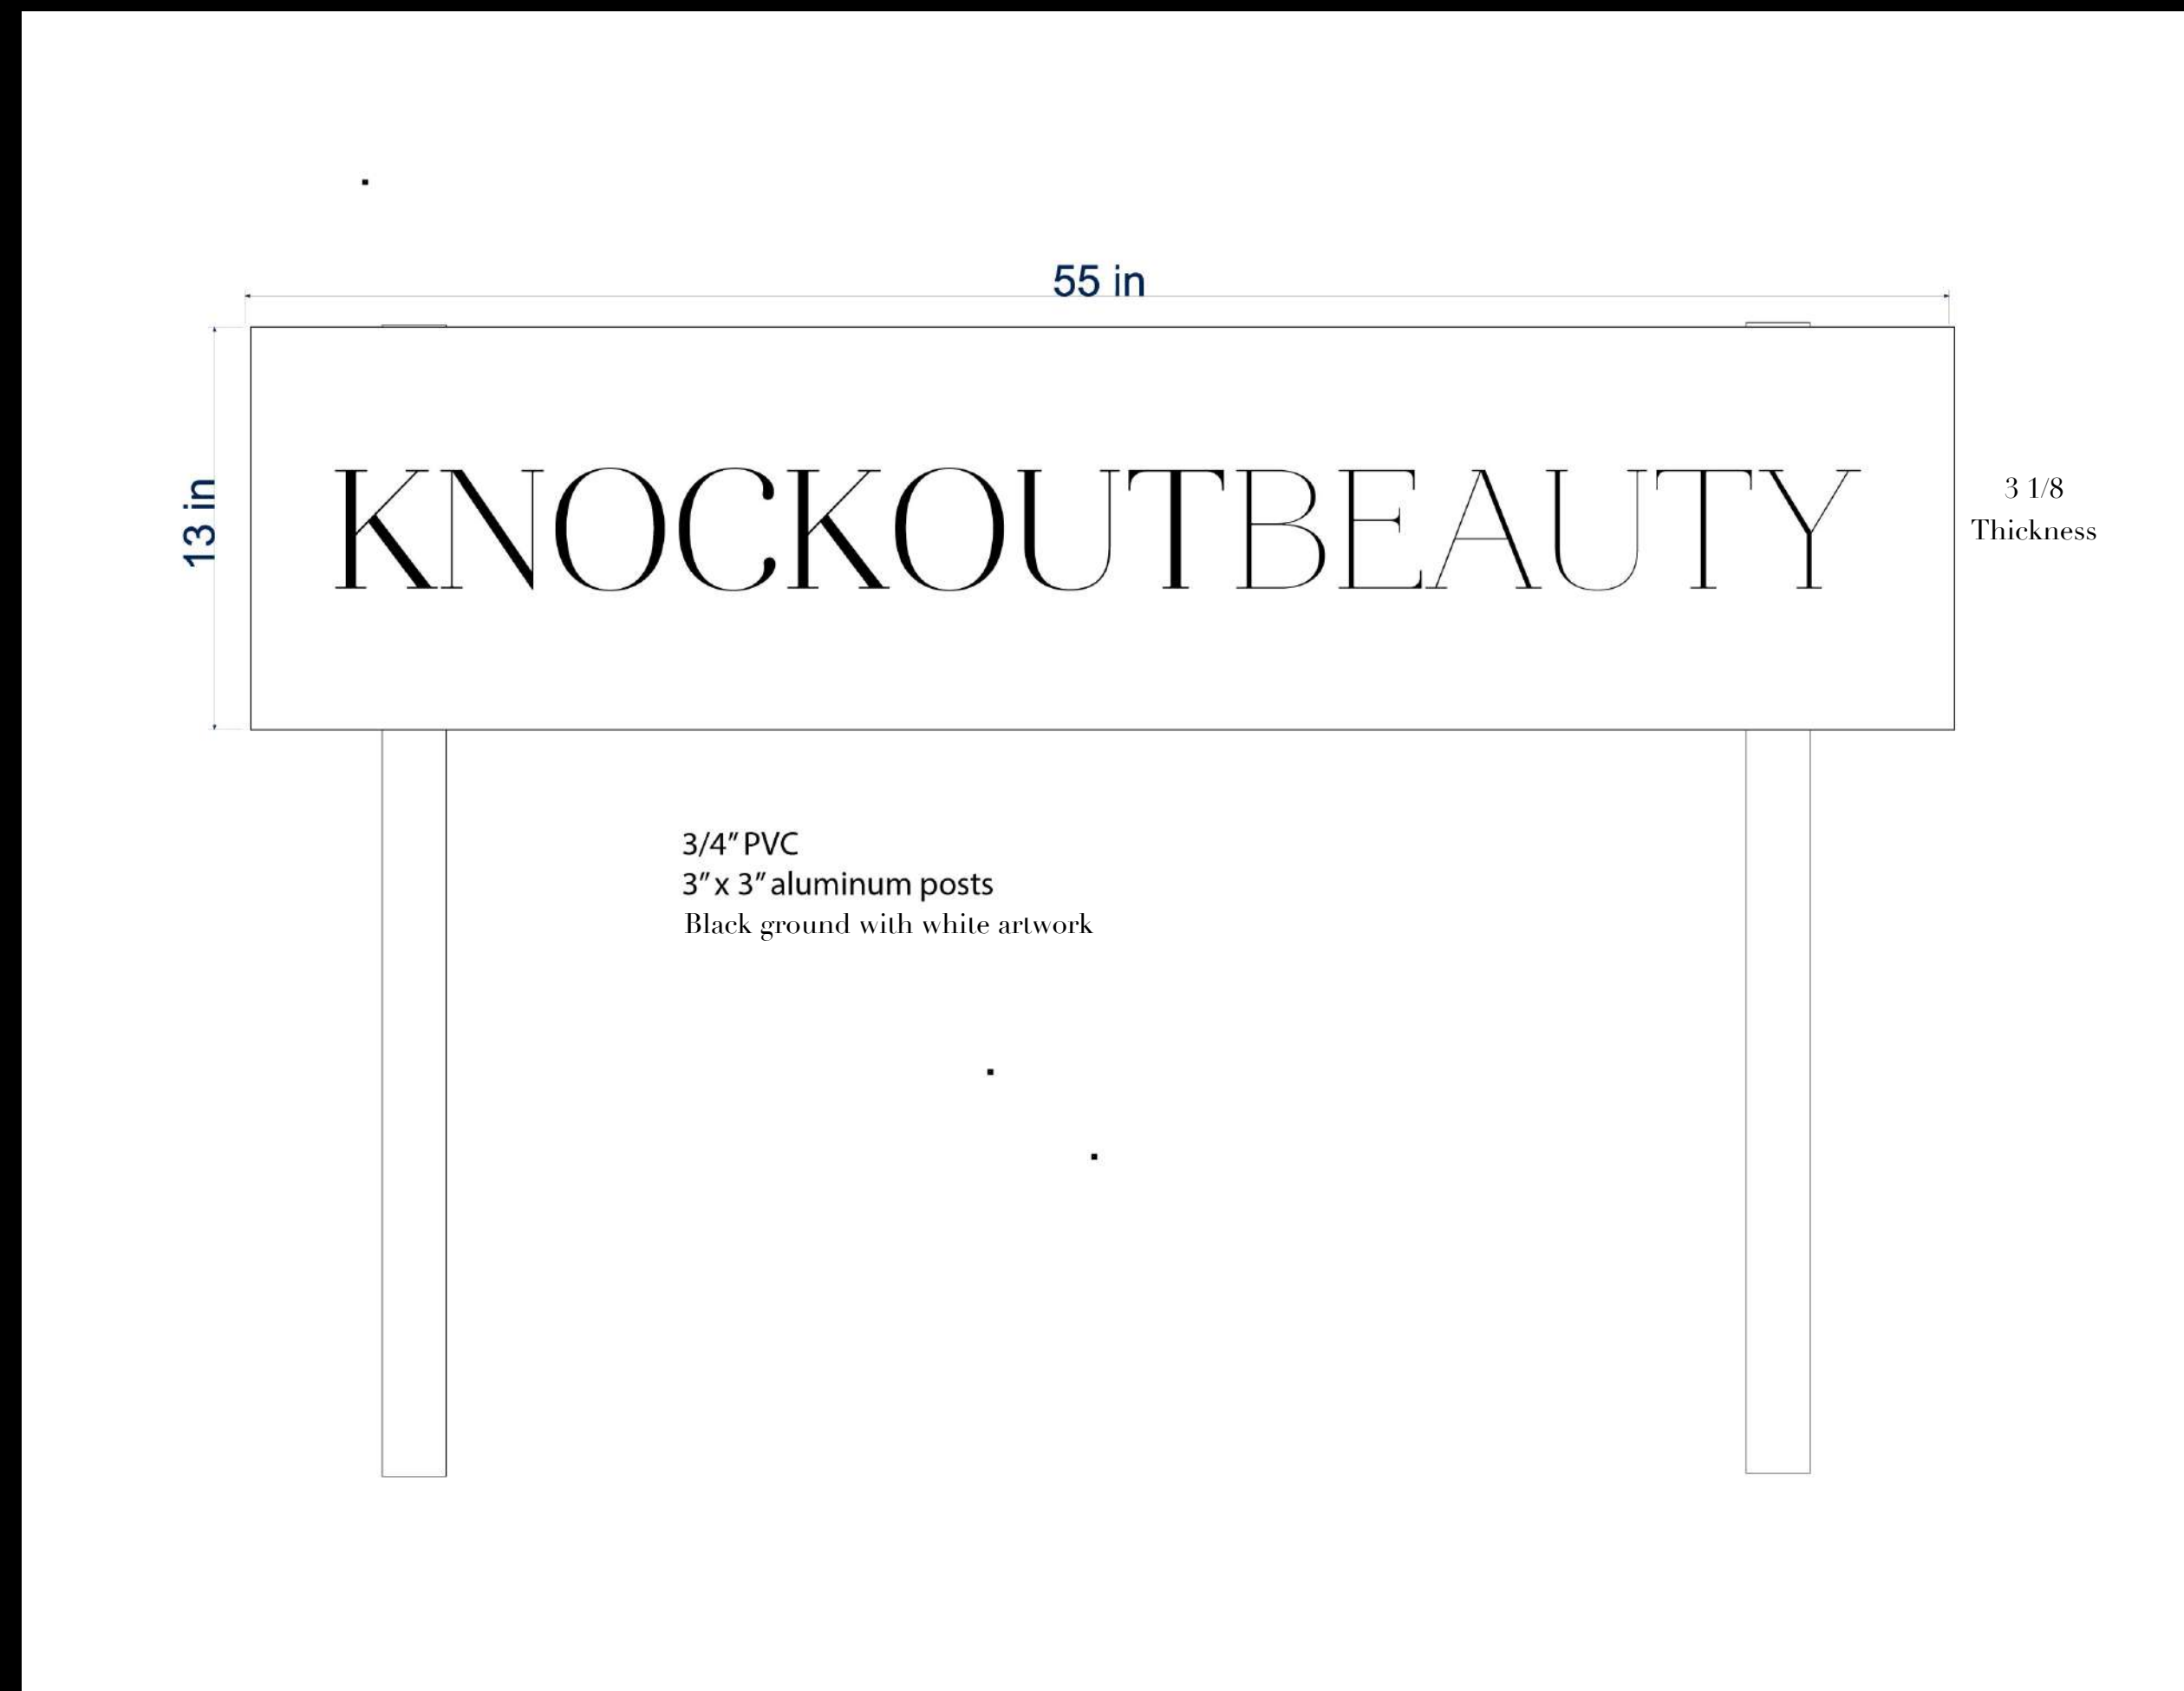 55 in
13 in
KNOCKOUTBEAUTY
3 1/8
Thickness
3/4" PVC
3" x 3" aluminum posts
Black ground with white artwork